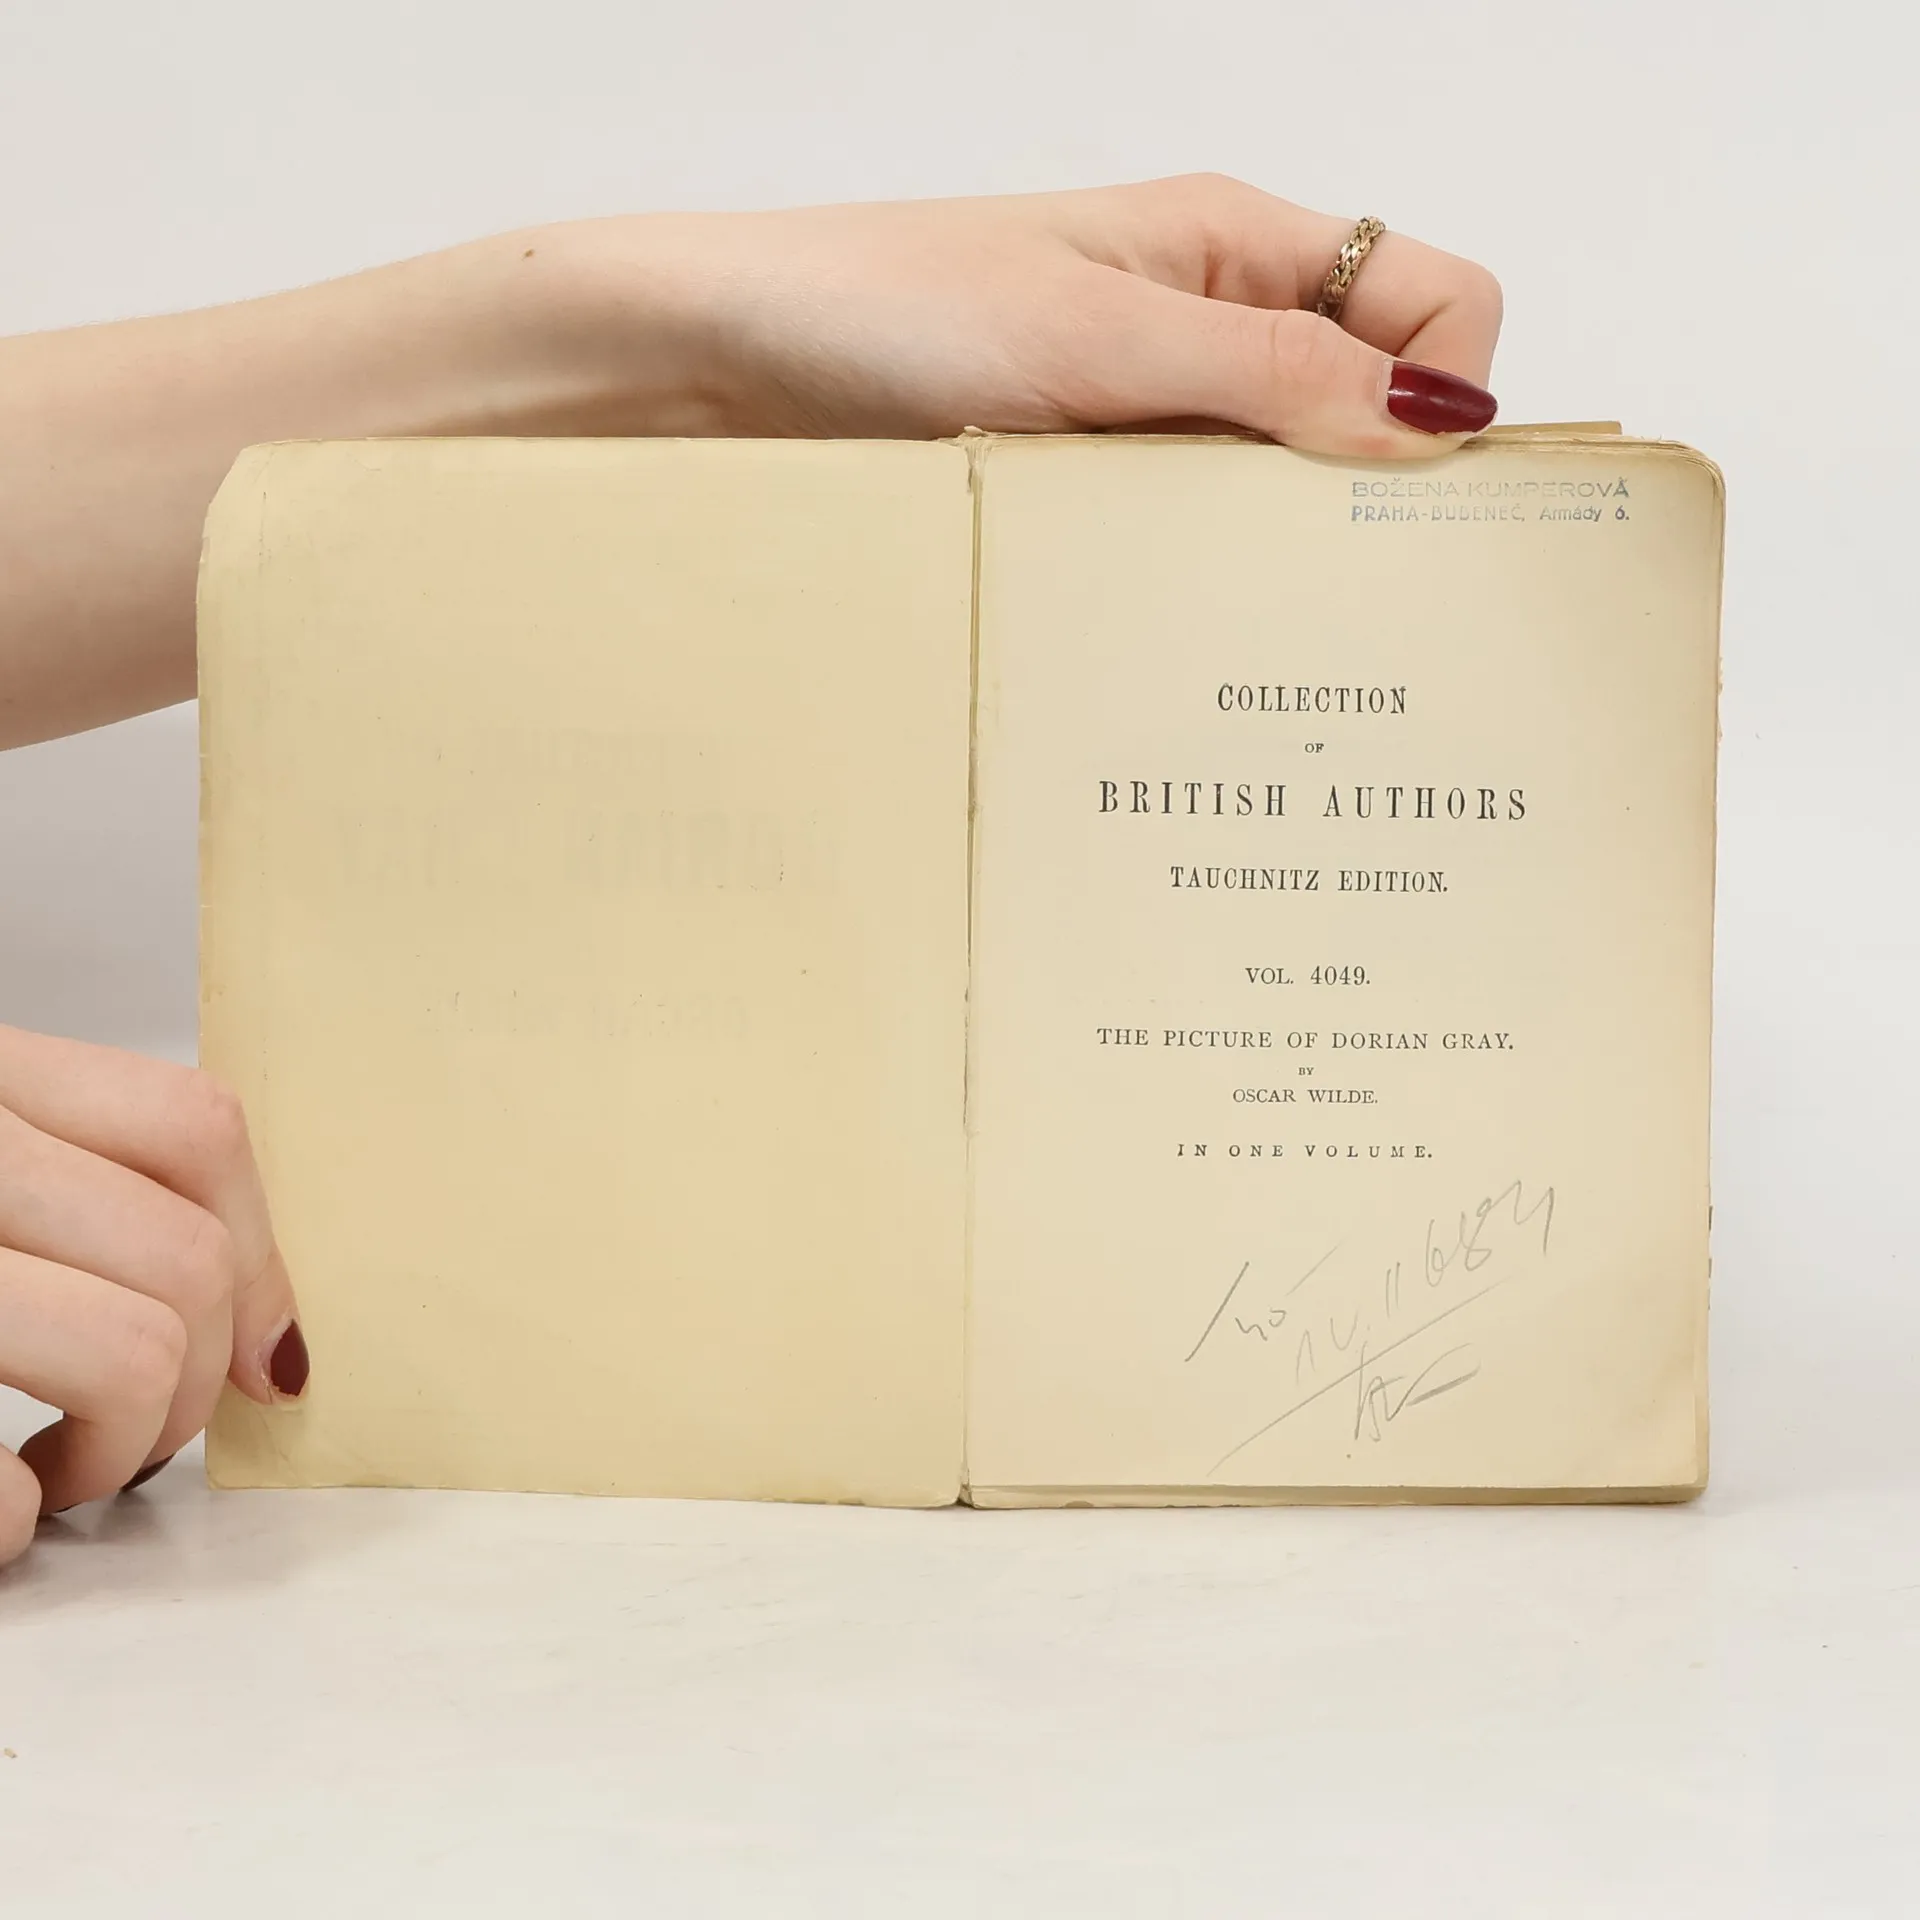 BOŽENA KUMPEROVÁ
PRAHA-BUBENEČ, Armády 6.
COLLECTION
OF
BRITISH AUTHORS
TAUCHNITZ EDITION.
VOL. 4049.
THE PICTURE OF DORIAN GRAY.
BY
OSCAR WILDE.
IN ONE VOLUME.